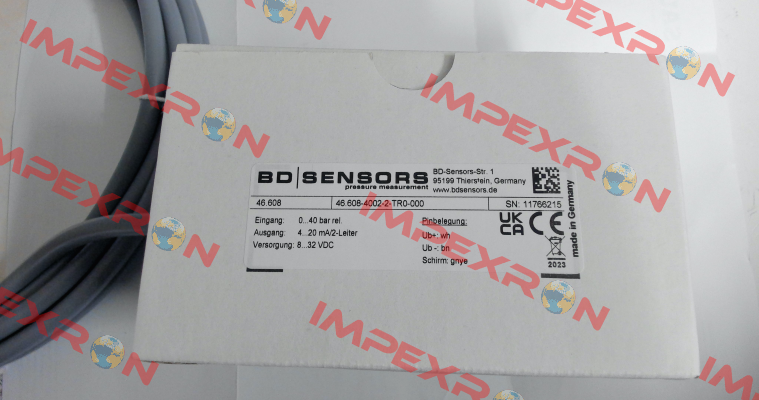 BD|SENSORS
pressure measurement
BD-Sensors-Str. 1
95199 Thierstein, Germany
www.bdsensors.de
46.608
46.608-4002-2-TR0-000
SN: 11766215
Eingang: 0...40 bar rel.
Ausgang: 4...20 mA/2-Leiter
Versorgung: 8...32 VDC
Pinbelegung:
Ub+: wh
Ub -: bn
Schirm: gnye
UK
CA
CE
2023
made in Germany
IMPEXRON
IMPEXRON
IMPEXRON
IMPEXRON
IMPEXRON
IMPEXRON
IMPEXRON
IMPEXRON